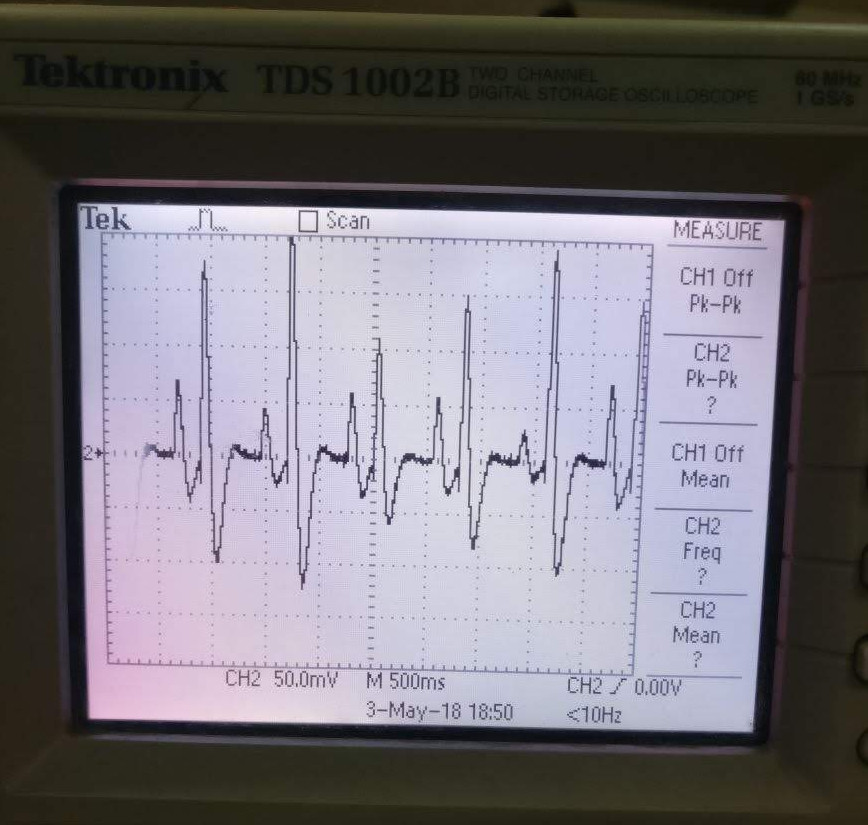 Tektronix TDS 1002B TWO CHANNEL DIGITAL STORAGE OSCILLOSCOPE 60 MHz 1 GS/s
Tek Scan MEASURE
CH1 Off
Pk-Pk
CH2
Pk-Pk
?
2
CH1 Off
Mean
CH2
Freq
?
CH2
Mean
?
CH2 50.0mV M 500ms CH2 0.00V
3-May-18 18:50 <10Hz